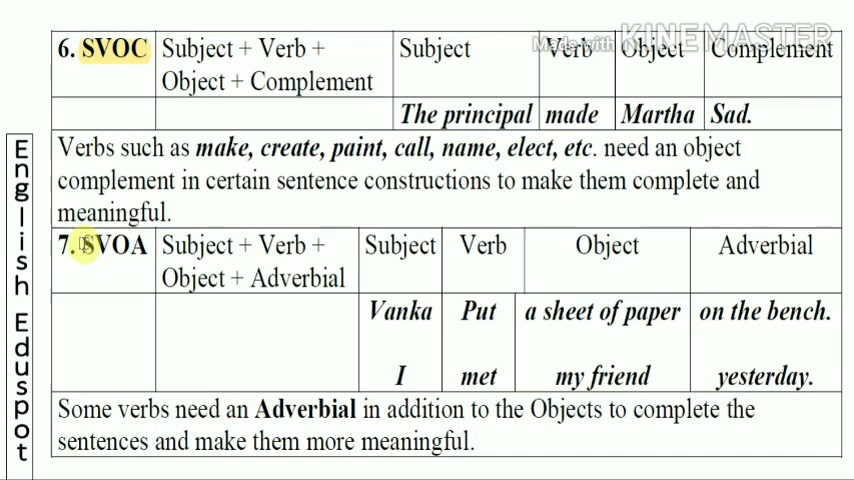 Made with KINEMASTER
6. SVOC Subject + Verb + Subject Verb Object Complement
Object + Complement
The principal made Martha Sad.
Verbs such as make, create, paint, call, name, elect, etc. need an object
complement in certain sentence constructions to make them complete and
meaningful.
7. SVOA Subject + Verb + Subject Verb Object Adverbial
Object + Adverbial
Vanka Put a sheet of paper on the bench.
I met my friend yesterday.
Some verbs need an Adverbial in addition to the Objects to complete the
sentences and make them more meaningful.
English Eduspot